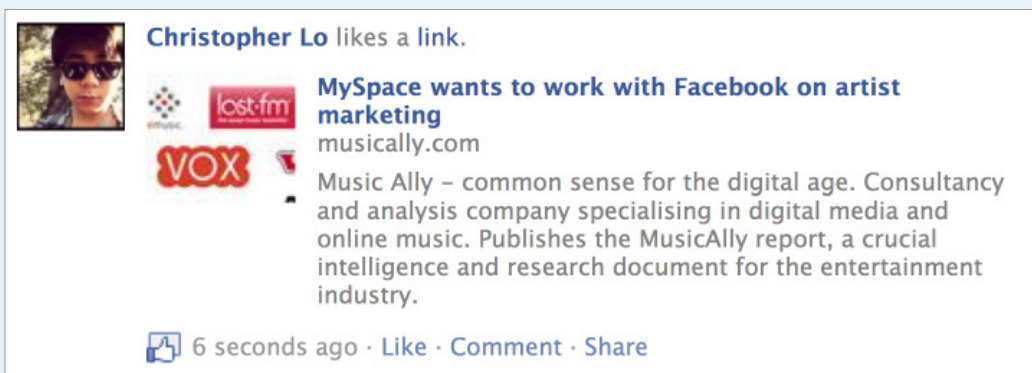 Christopher Lo likes a link.
MySpace wants to work with Facebook on artist
marketing
musically.com
emusic.
lost·fm
VOX
Music Ally – common sense for the digital age. Consultancy
and analysis company specialising in digital media and
online music. Publishes the MusicAlly report, a crucial
intelligence and research document for the entertainment
industry.
6 seconds ago · Like · Comment · Share